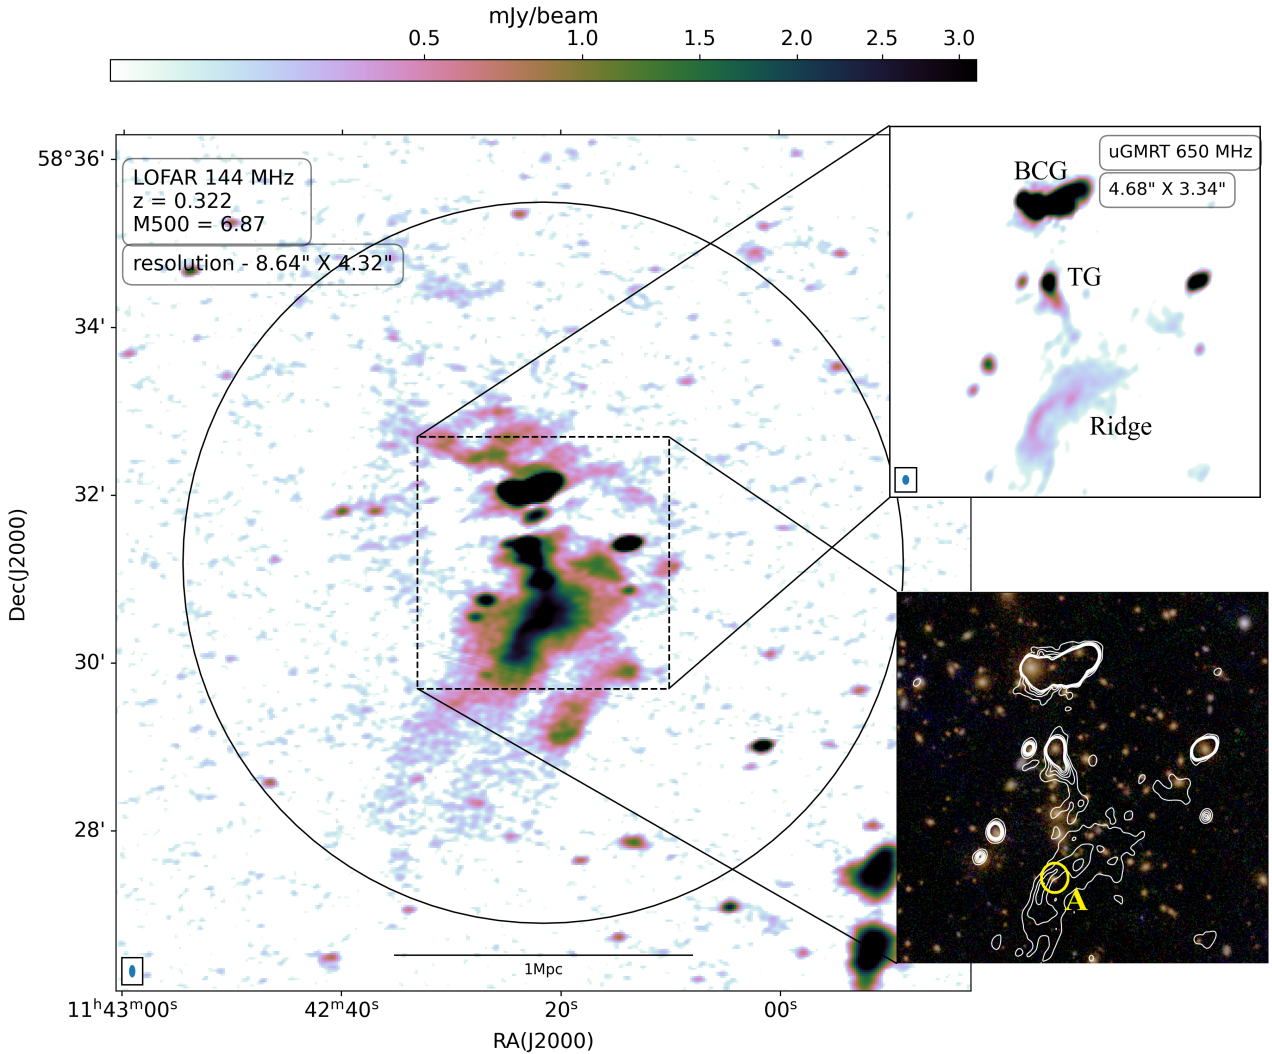 mJy/beam
0.5 1.0 1.5 2.0 2.5 3.0
58°36'
34'
32'
30'
28'
Dec(J2000)
LOFAR 144 MHz
z = 0.322
M500 = 6.87
resolution - 8.64" X 4.32"
uGMRT 650 MHz
4.68" X 3.34"
BCG
TG
Ridge
A
1Mpc
11ʰ43ᵐ00ˢ 42ᵐ40ˢ 20ˢ 00ˢ
RA(J2000)